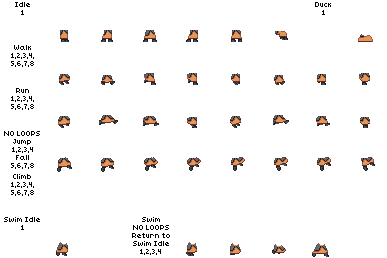 Idle
1
Duck
1
Walk
1,2,3,4,
5,6,7,8
Run
1,2,3,4,
5,6,7,8
NO LOOPS
Jump
1,2,3,4
Fall
5,6,7,8
Climb
1,2,3,4,
5,6,7,8
Swim Idle
1
Swim
NO LOOPS
Return to
Swim Idle
1,2,3,4